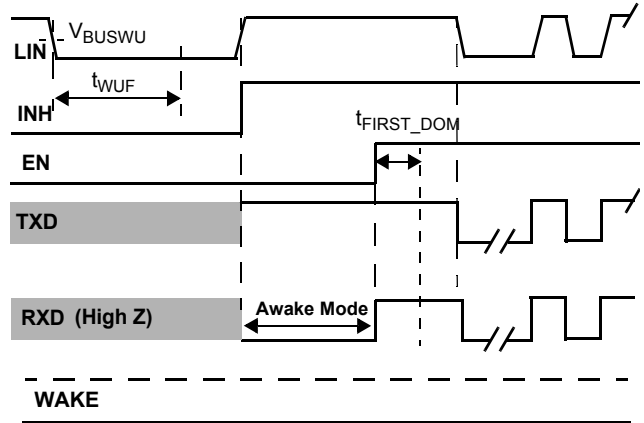 LIN
VBUSWU
tWUF
INH
tFIRST_DOM
EN
TXD
RXD (High Z)
Awake Mode
WAKE